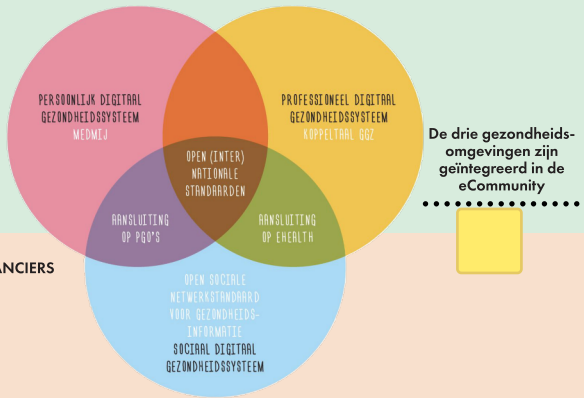 PERSOONLIJK DIGITAAL
GEZONDHEIDSSYSTEEM
MEDMIJ
PROFESSIONEEL DIGITAAL
GEZONDHEIDSSYSTEEM
KOPPELTAAL GGZ
De drie gezondheids-
omgevingen zijn
geïntegreerd in de
eCommunity
OPEN (INTER)
NATIONALE
STANDAARDEN
AANSLUITING
OP PGO'S
AANSLUITING
OP EHEALTH
ANCIERS
OPEN SOCIALE
NETWERKSTANDAARD
VOOR GEZONDHEIDS-
INFORMATIE
SOCIAAL DIGITAAL
GEZONDHEIDSSYSTEEM